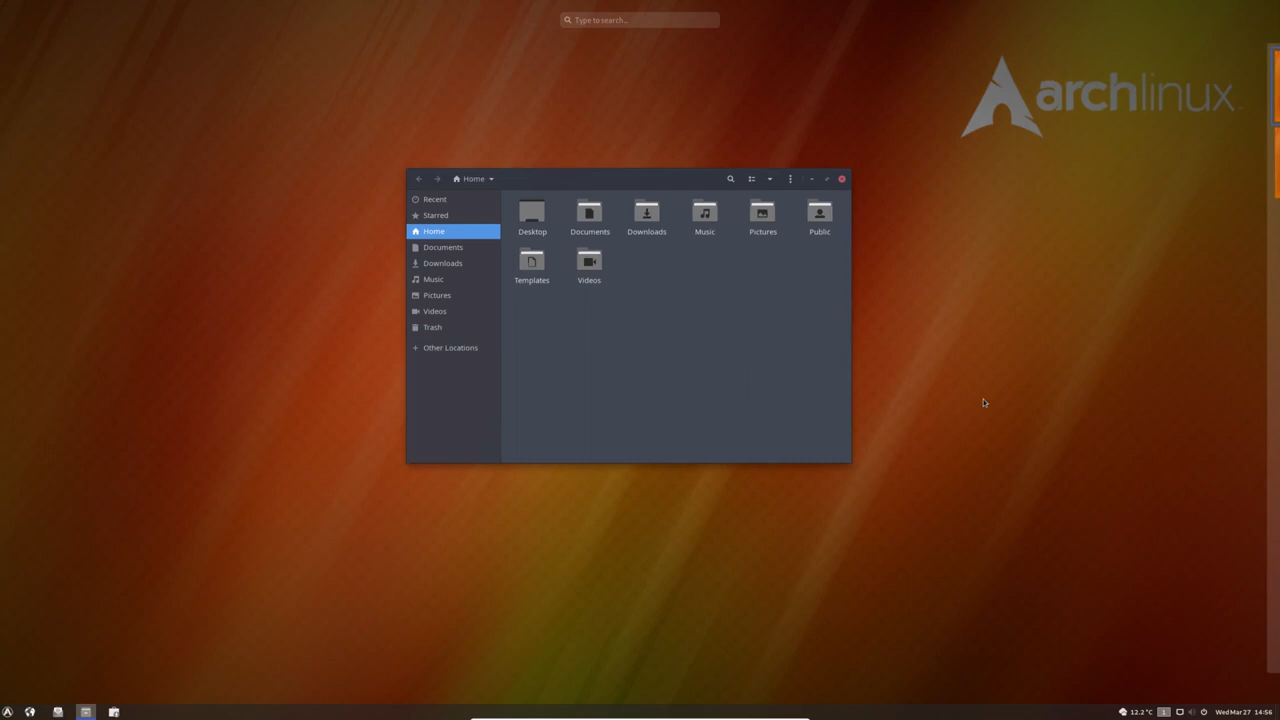 Type to search...
archlinux
Home
Recent
Starred
Home
Documents
Downloads
Music
Pictures
Videos
Trash
Other Locations
Desktop
Documents
Downloads
Music
Pictures
Public
Templates
Videos
12.2 °C
1
Wed Mar 27 14:56